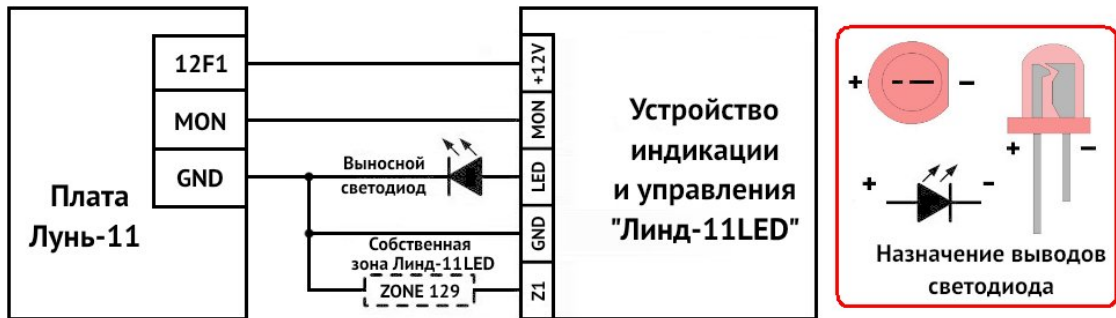 Плата
Лунь-11
12F1
MON
GND
Выносной
светодиод
Собственная
зона Линд-11LED
ZONE 129
+12V
MON
LED
GND
Z1
Устройство
индикации
и управления
"Линд-11LED"
+ -
+ -
+ -
Назначение выводов
светодиода